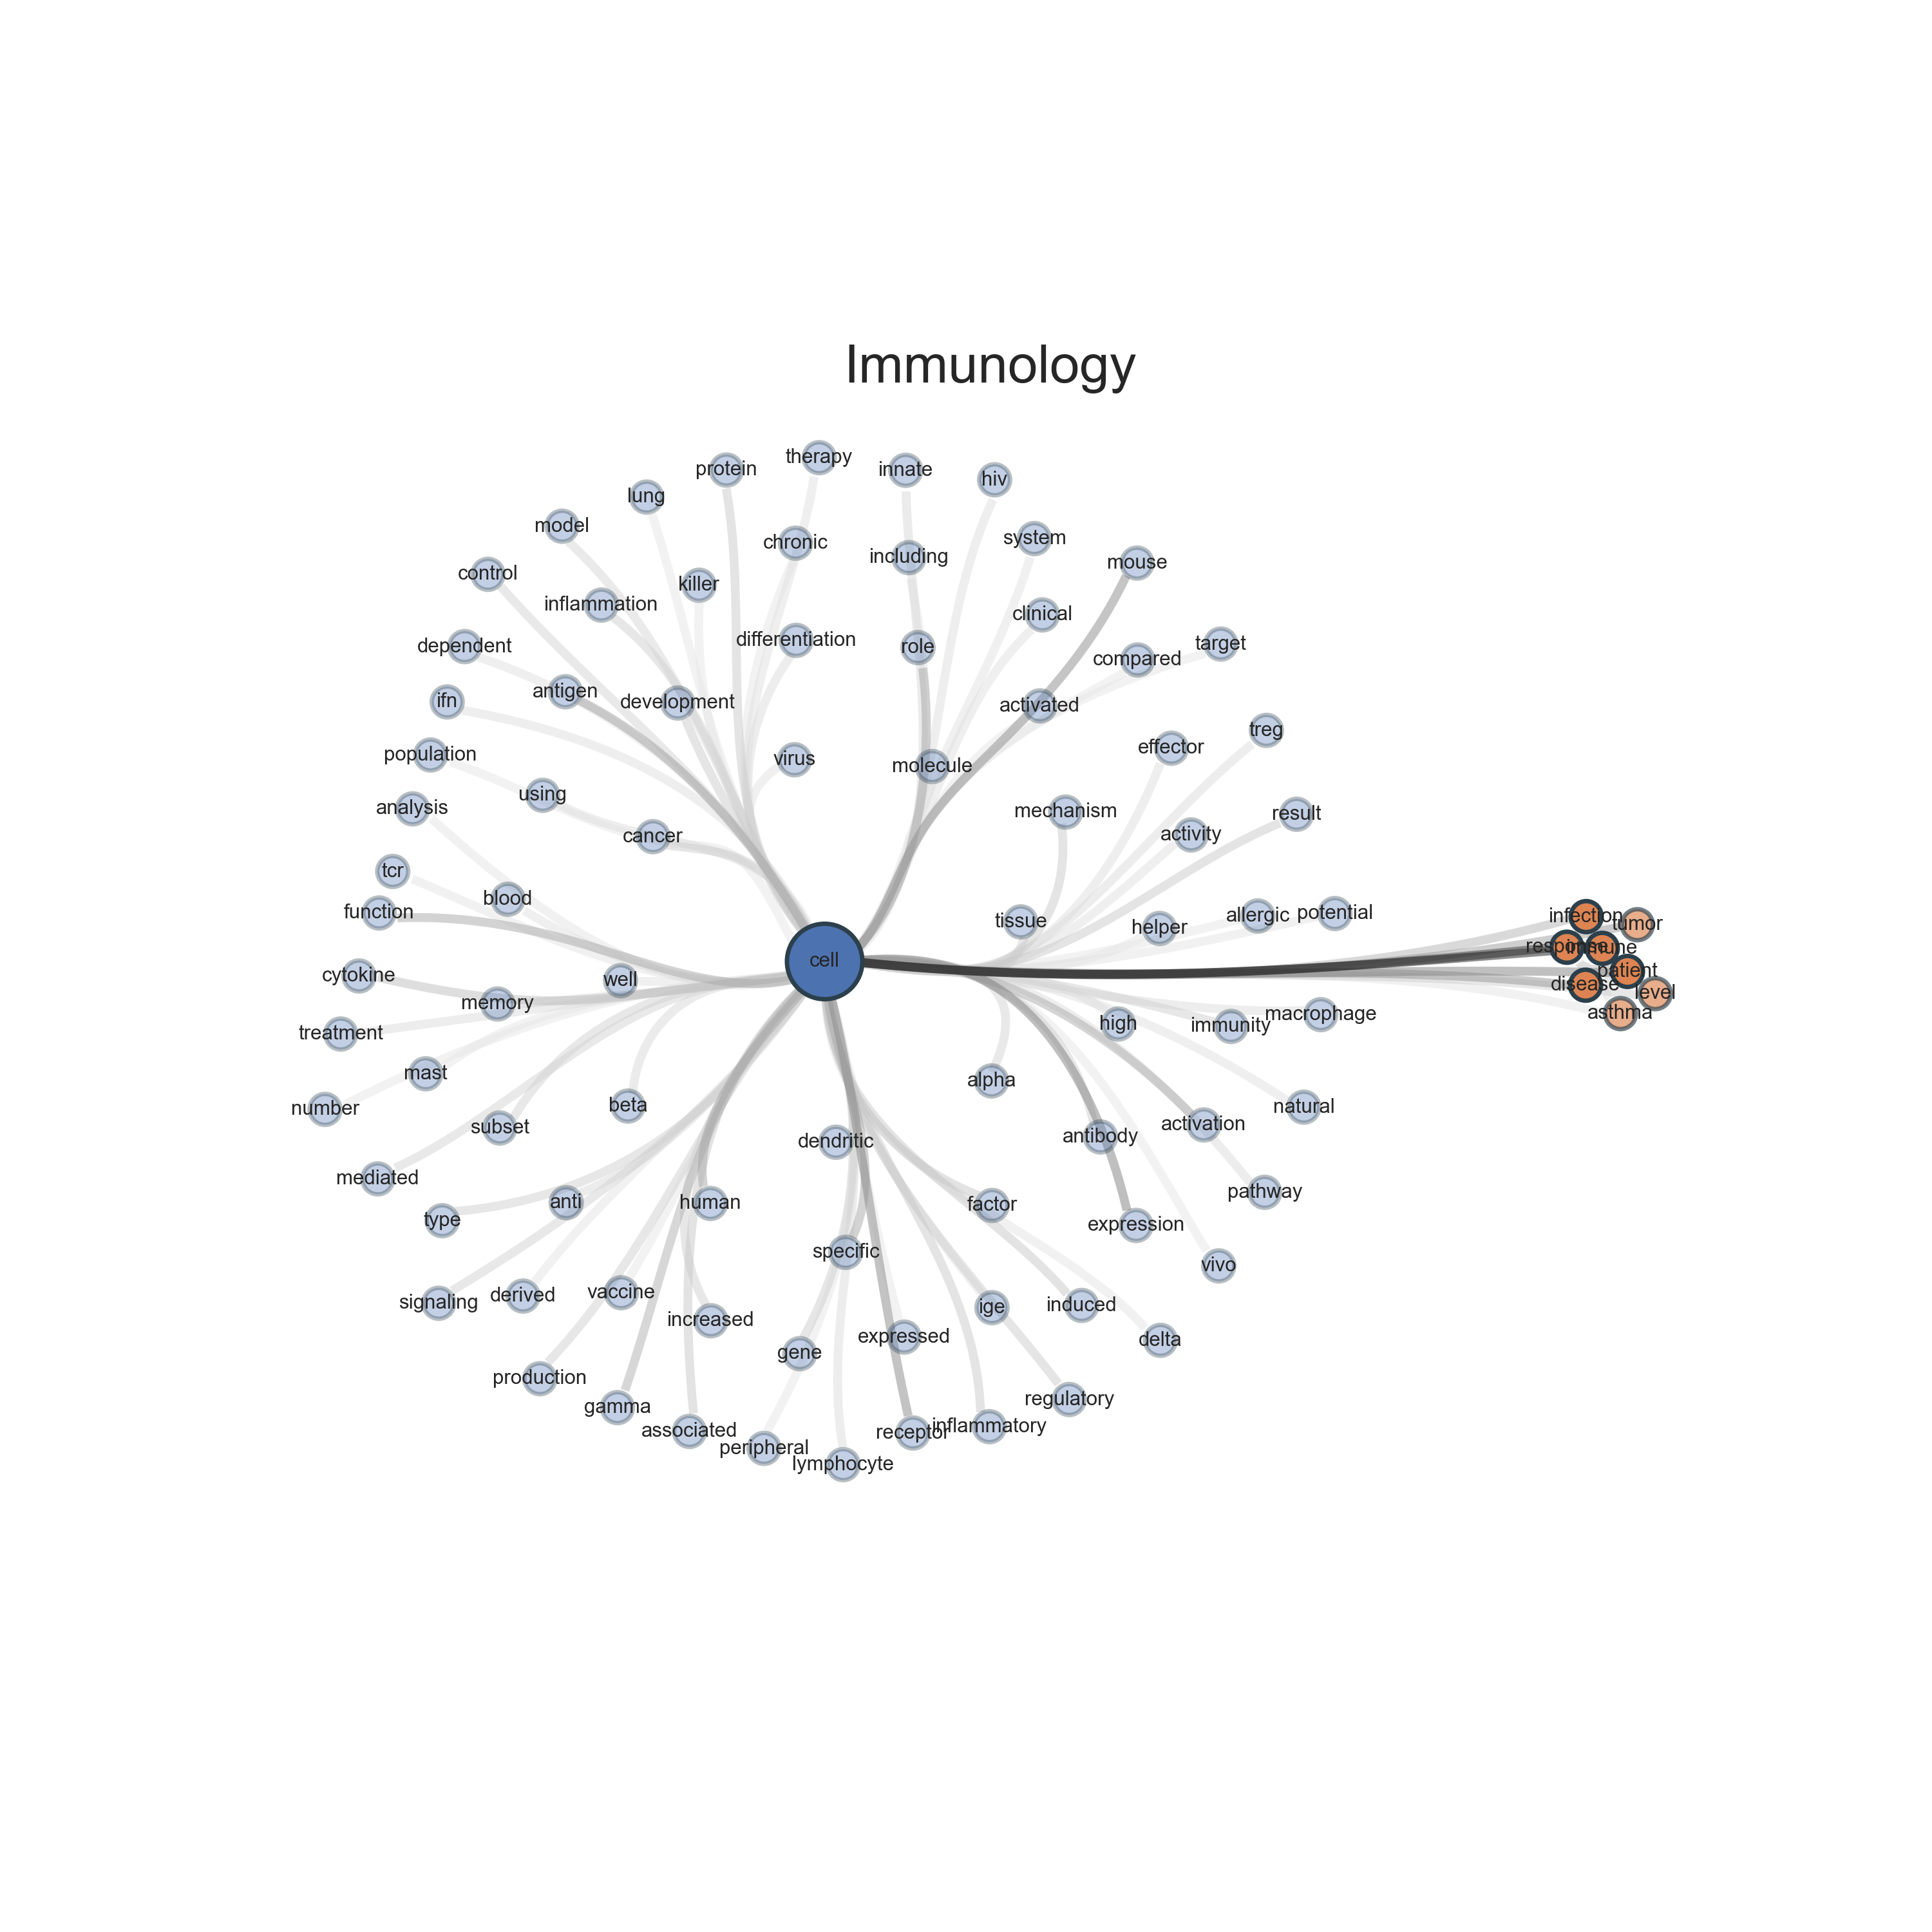 Immunology
therapy
protein
innate
hiv
lung
model
chronic
system
including
mouse
control
killer
inflammation
clinical
differentiation
role
dependent
target
compared
antigen
development
ifn
activated
treg
effector
population
virus
molecule
using
analysis
mechanism
result
cancer
activity
tcr
blood
function
tissue
helper
allergic
potential
infection
tumor
response
immune
cell
patient
cytokine
well
disease
level
memory
asthma
macrophage
high
immunity
treatment
mast
alpha
number
beta
natural
subset
activation
dendritic
antibody
mediated
pathway
anti
human
factor
type
expression
specific
vivo
signaling
derived
vaccine
ige
induced
increased
expressed
delta
gene
production
regulatory
gamma
associated
receptor
inflammatory
peripheral
lymphocyte